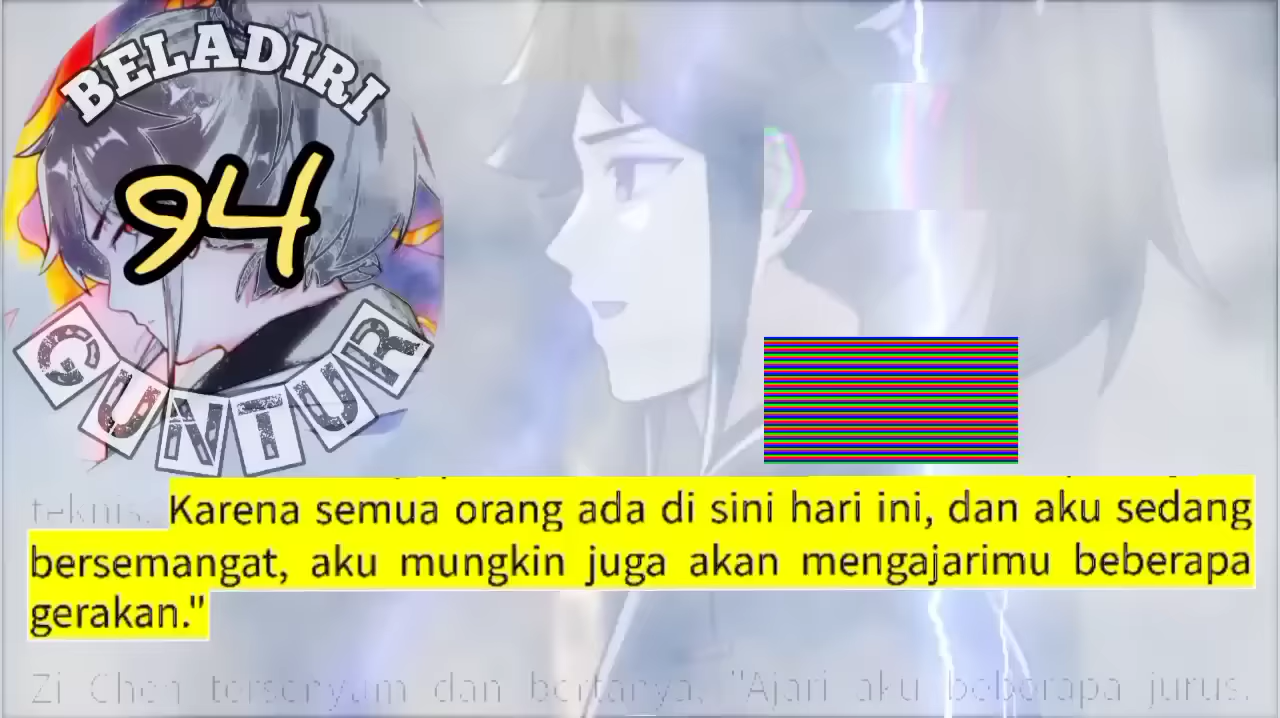 BELADIRI
94
GUNTUR
teknis. Karena semua orang ada di sini hari ini, dan aku sedang
bersemangat, aku mungkin juga akan mengajarimu beberapa
gerakan."
Zi Chen tersenyum dan bertanya, "Ajari aku beberapa jurus.